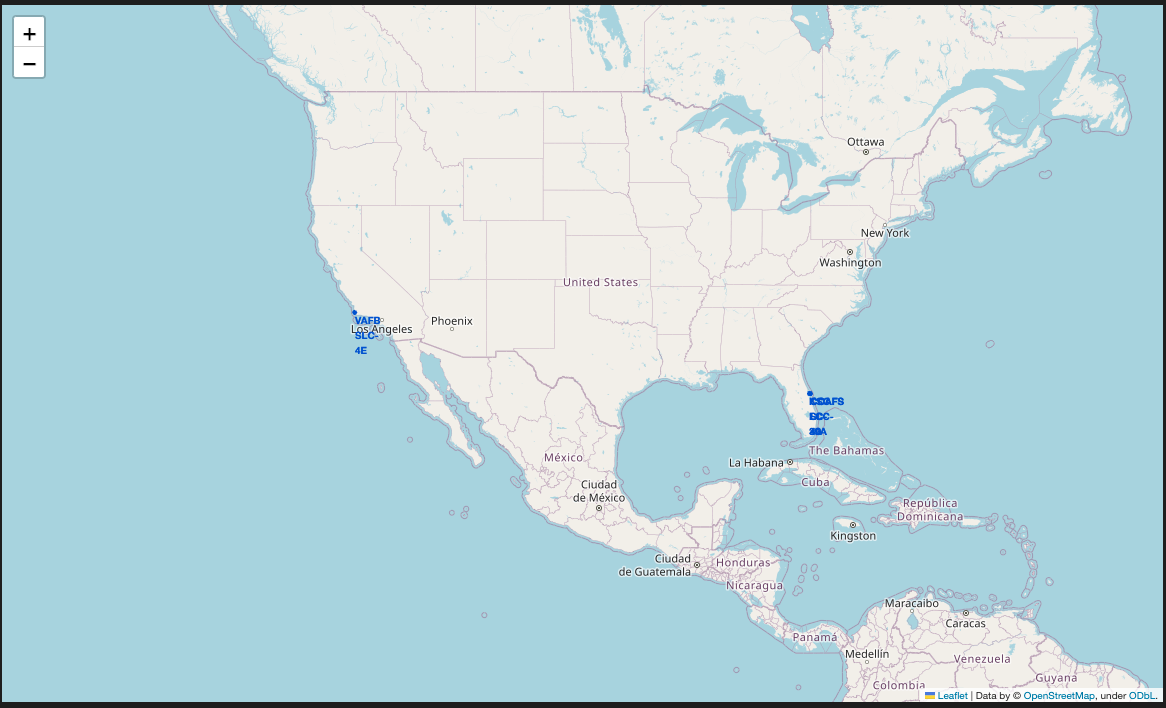 +
−
Ottawa
New York
Washington
United States
VAFB
SLC-
4E
Los Angeles
Phoenix
The Bahamas
La Habana
México
Cuba
Ciudad
de México
República
Dominicana
Kingston
Ciudad
de Guatemala
Honduras
Nicaragua
Maracaibo
Caracas
Panamá
Medellín
Venezuela
Guyana
Colombia
Leaflet | Data by © OpenStreetMap, under ODbL.